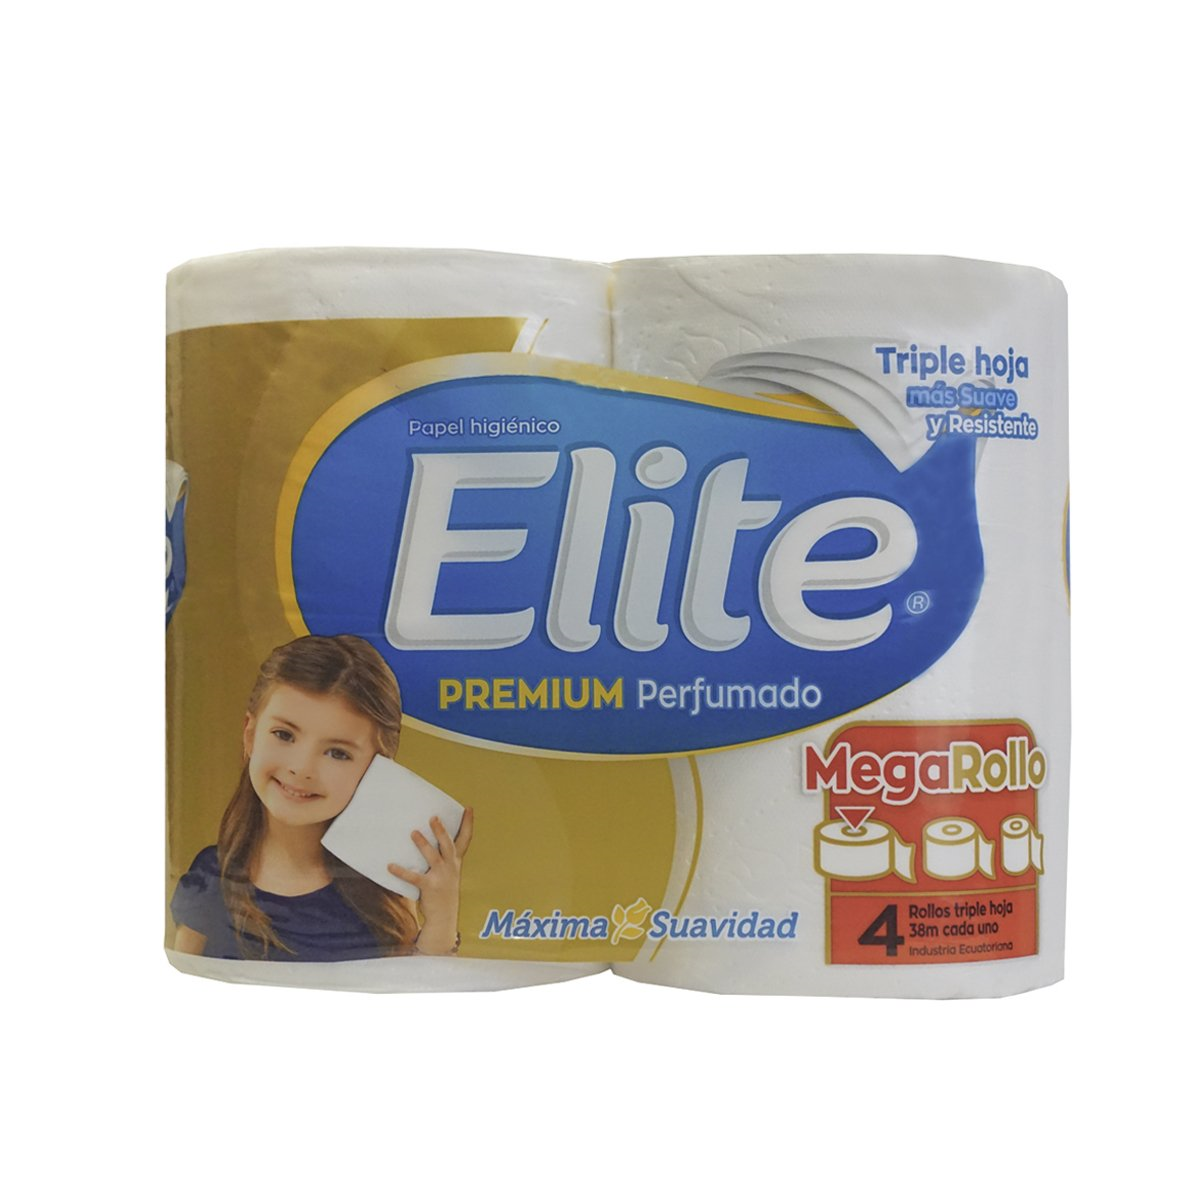 Triple hoja
más Suave
y Resistente
Papel higiénico
Elite®
PREMIUM Perfumado
MegaRollo
Máxima Suavidad
4 Rollos triple hoja
38m cada uno
Industria Ecuatoriana